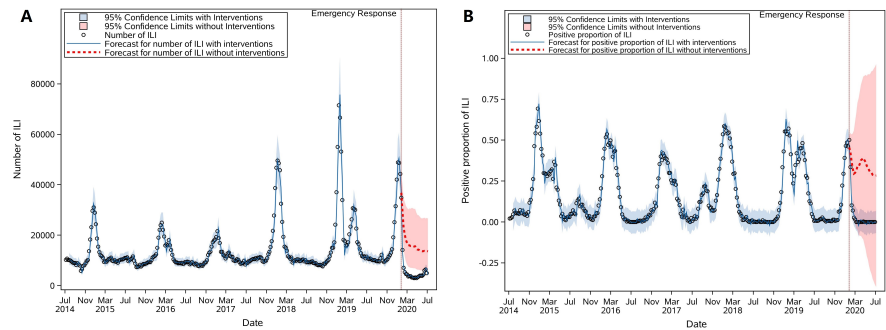 A
Emergency Response
95% Confidence Limits with Interventions
95% Confidence Limits without Interventions
Number of ILI
Forecast for number of ILI with interventions
Forecast for number of ILI without interventions
Number of ILI
80000
60000
40000
20000
0
Jul Nov Mar Jul Nov Mar Jul Nov Mar Jul Nov Mar Jul Nov Mar Jul Nov Mar Jul
2014 2015 2016 2017 2018 2019 2020
Date
B
Emergency Response
95% Confidence Limits with Interventions
95% Confidence Limits without Interventions
Positive proportion of ILI
Forecast for positive proportion of ILI with interventions
Forecast for positive proportion of ILI without interventions
Positive proportion of ILI
1.00
0.75
0.50
0.25
0.00
-0.25
Jul Nov Mar Jul Nov Mar Jul Nov Mar Jul Nov Mar Jul Nov Mar Jul Nov Mar Jul
2014 2015 2016 2017 2018 2019 2020
Date